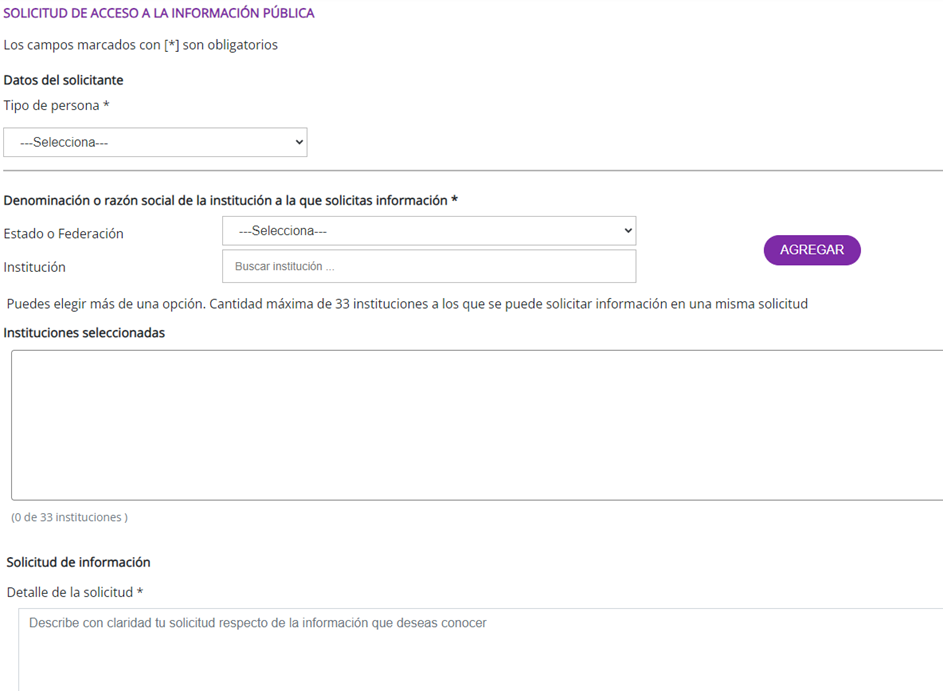 SOLICITUD DE ACCESO A LA INFORMACIÓN PÚBLICA
Los campos marcados con [*] son obligatorios
Datos del solicitante
Tipo de persona *
---Selecciona---
Denominación o razón social de la institución a la que solicitas información *
Estado o Federación
---Selecciona---
AGREGAR
Institución
Buscar institución ...
Puedes elegir más de una opción. Cantidad máxima de 33 instituciones a los que se puede solicitar información en una misma solicitud
Instituciones seleccionadas
(0 de 33 instituciones )
Solicitud de información
Detalle de la solicitud *
Describe con claridad tu solicitud respecto de la información que deseas conocer